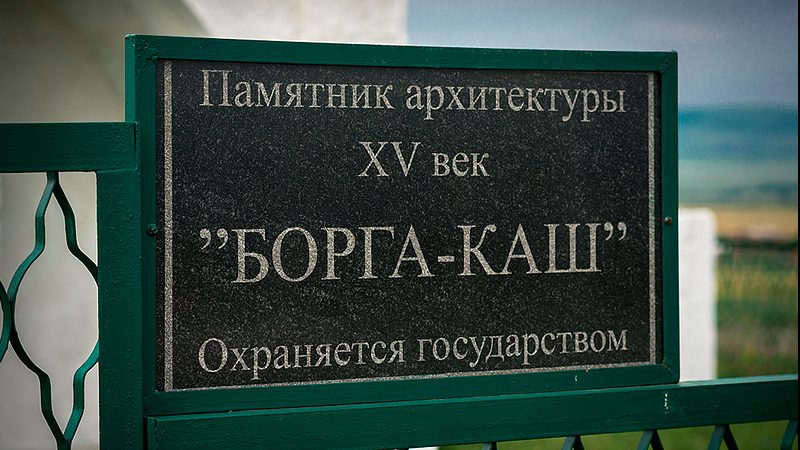 Памятник архитектуры
XV век
”БОРГА-КАШ”
Охраняется государством